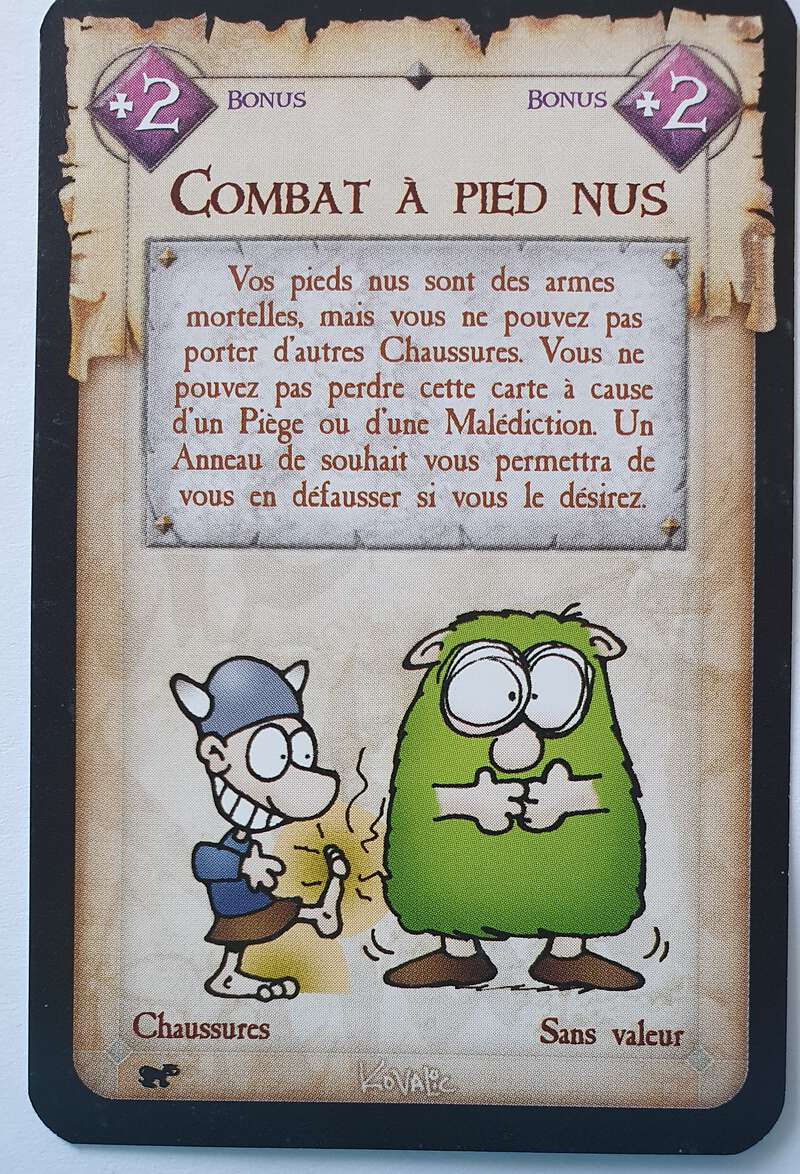 +2 BONUS BONUS +2
COMBAT À PIED NUS
Vos pieds nus sont des armes
mortelles, mais vous ne pouvez pas
porter d'autres Chaussures. Vous ne
pouvez pas perdre cette carte à cause
d'un Piège ou d'une Malédiction. Un
Anneau de souhait vous permettra de
vous en défausser si vous le désirez.
Chaussures Sans valeur
KOVALIC